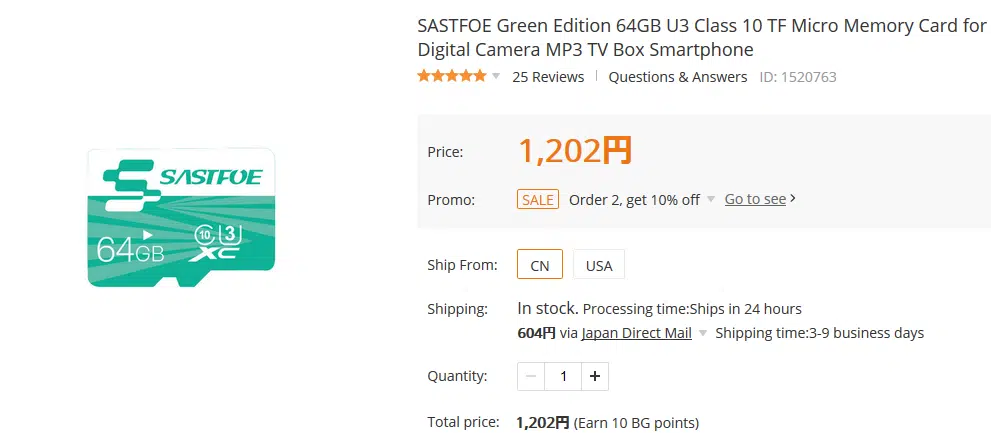 SASTFOE Green Edition 64GB U3 Class 10 TF Micro Memory Card for
Digital Camera MP3 TV Box Smartphone
25 Reviews | Questions & Answers ID: 1520763
Price: 1,202円
Promo: SALE Order 2, get 10% off Go to see >
Ship From: CN USA
Shipping: In stock. Processing time:Ships in 24 hours
604円 via Japan Direct Mail Shipping time:3-9 business days
Quantity: − 1 +
Total price: 1,202円 (Earn 10 BG points)
SASTFOE
64GB 10 U3
XC